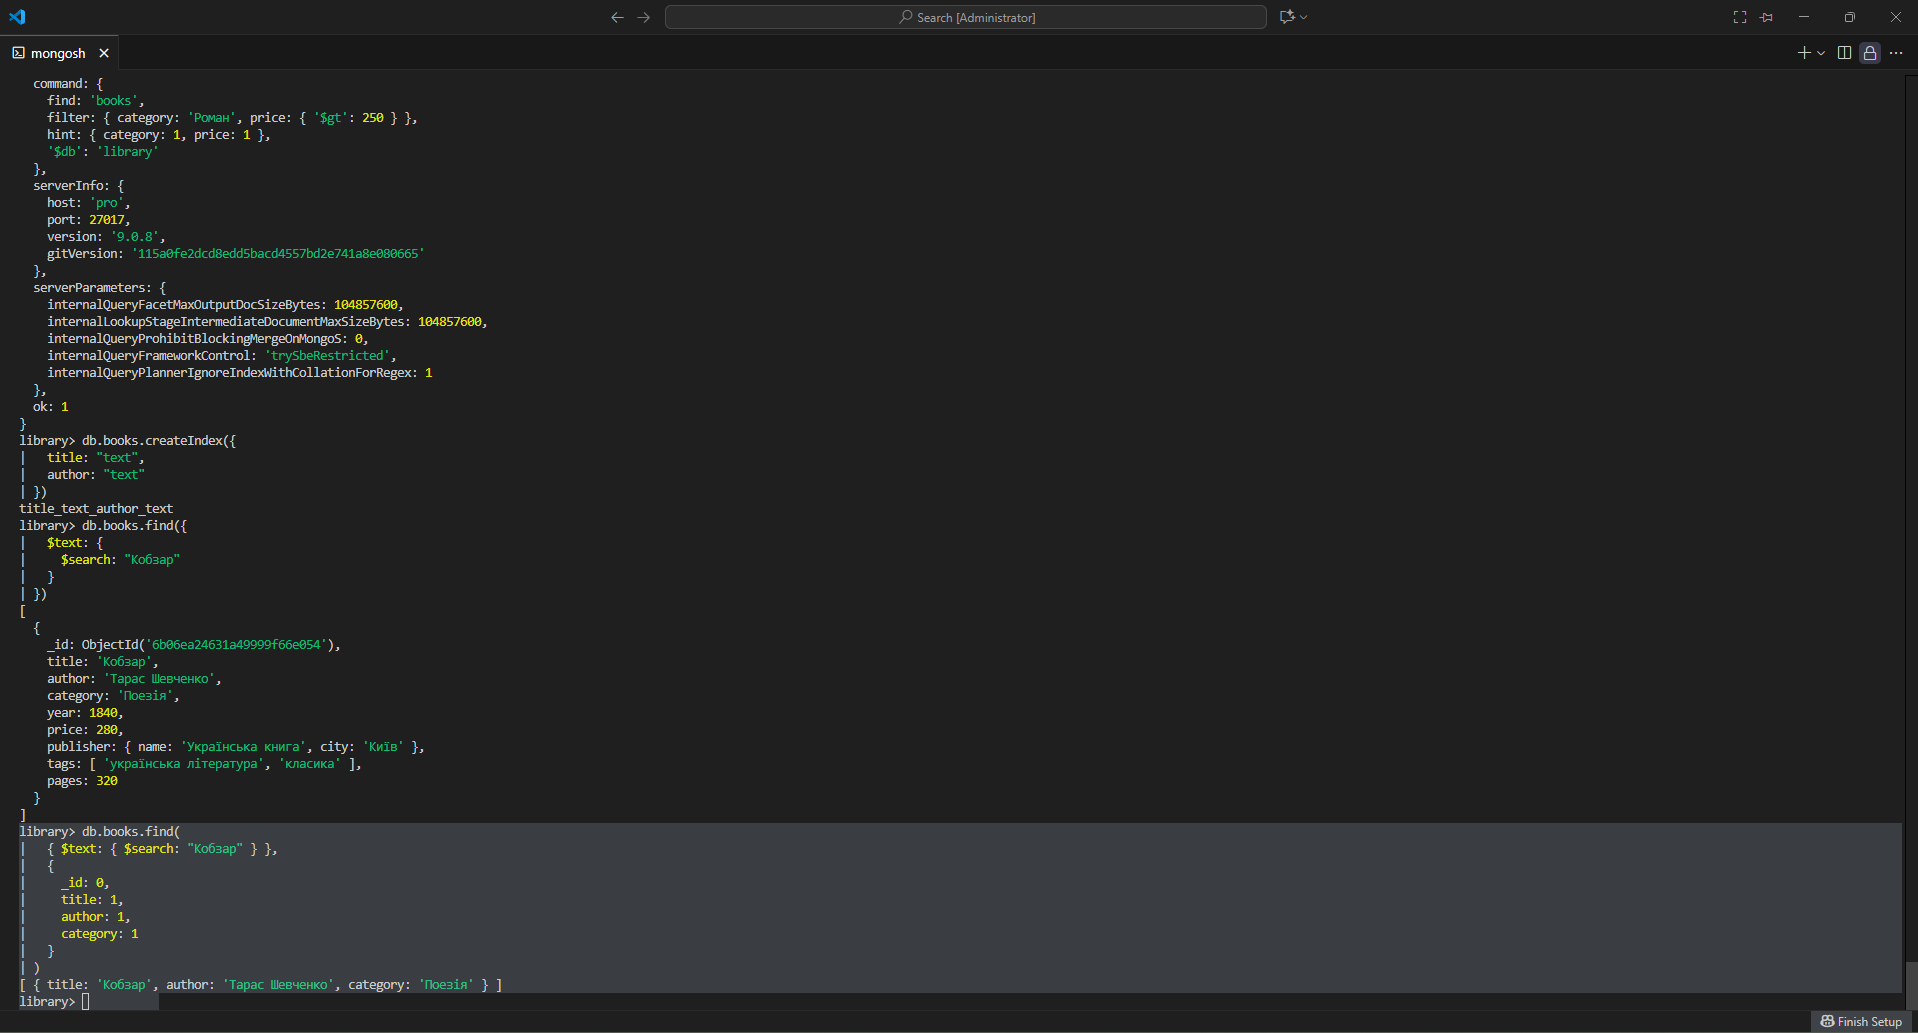 Search [Administrator]
mongosh
command: {
find: 'books',
filter: { category: 'Роман', price: { '$gt': 250 } },
hint: { category: 1, price: 1 },
'$db': 'library'
},
serverInfo: {
host: 'pro',
port: 27017,
version: '9.0.8',
gitVersion: '115a0fe2dcd8edd5bacd4557bd2e741a8e080665'
},
serverParameters: {
internalQueryFacetMaxOutputDocSizeBytes: 104857600,
internalLookupStageIntermediateDocumentMaxSizeBytes: 104857600,
internalQueryProhibitBlockingMergeOnMongoS: 0,
internalQueryFrameworkControl: 'trySbeRestricted',
internalQueryPlannerIgnoreIndexWithCollationForRegex: 1
},
ok: 1
}
library> db.books.createIndex({
|   title: "text",
|   author: "text"
| })
title_text_author_text
library> db.books.find({
|   $text: {
|     $search: "Кобзар"
|   }
| })
[
{
_id: ObjectId('6b06ea24631a49999f66e054'),
title: 'Кобзар',
author: 'Тарас Шевченко',
category: 'Поезія',
year: 1840,
price: 280,
publisher: { name: 'Українська книга', city: 'Київ' },
tags: [ 'українська література', 'класика' ],
pages: 320
}
]
library> db.books.find(
|   { $text: { $search: "Кобзар" } },
|   {
|     _id: 0,
|     title: 1,
|     author: 1,
|     category: 1
|   }
| )
[ { title: 'Кобзар', author: 'Тарас Шевченко', category: 'Поезія' } ]
library>
Finish Setup